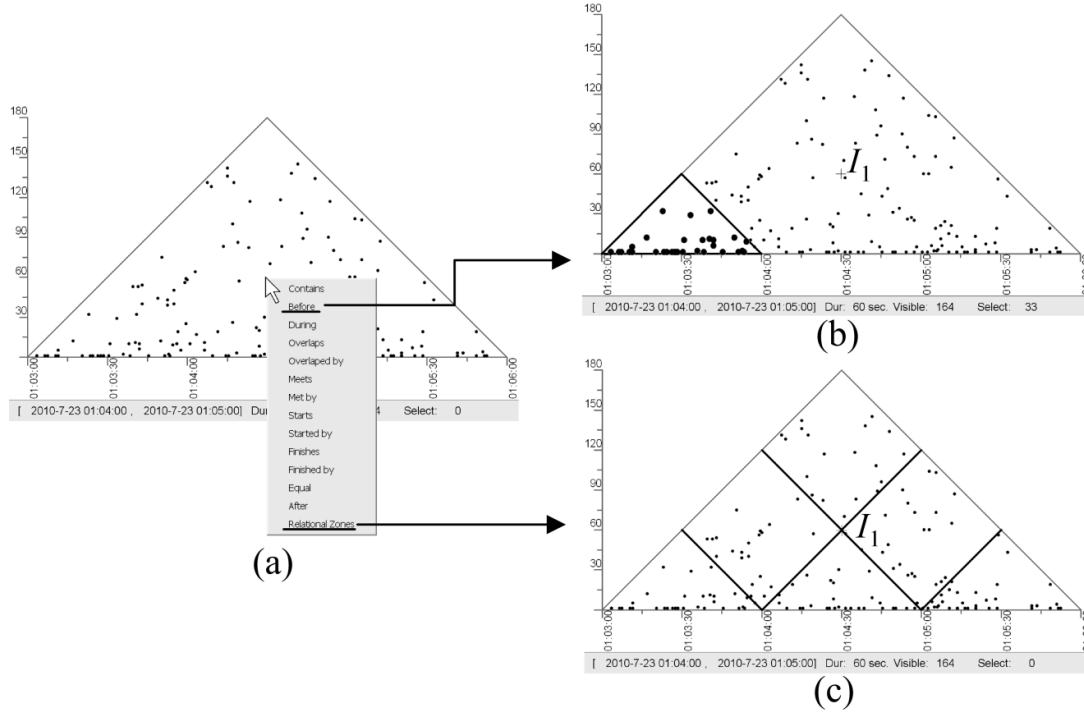 180
150
120
90
60
30
01:03:00
01:03:30
01:04:00
01:05:30
01:06:00
[ 2010-7-23 01:04:00 , 2010-7-23 01:05:00] Du
4 Select: 0
Contains
Before
During
Overlaps
Overlaped by
Meets
Met by
Starts
Started by
Finishes
Finished by
Equal
After
Relational Zones
(a)
180
150
120
90
60
30
I1
01:03:00
01:03:30
01:04:00
01:04:30
01:05:00
01:05:30
[ 2010-7-23 01:04:00 , 2010-7-23 01:05:00] Dur: 60 sec. Visible: 164 Select: 33
(b)
180
150
120
90
60
30
I1
01:03:00
01:03:30
01:04:00
01:04:30
01:05:00
01:05:30
[ 2010-7-23 01:04:00 , 2010-7-23 01:05:00] Dur: 60 sec. Visible: 164 Select: 0
(c)